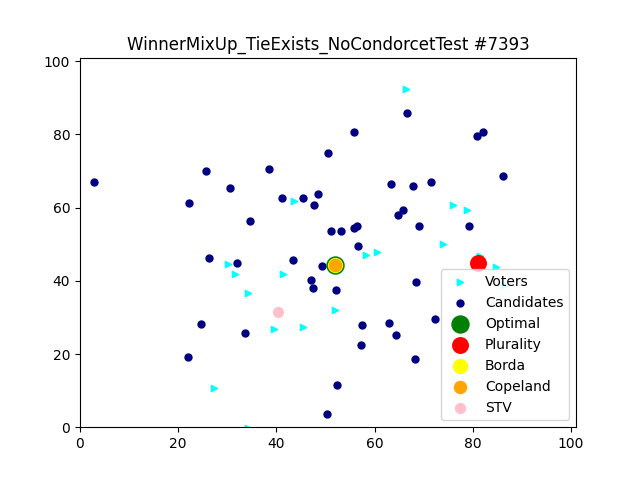 WinnerMixUp_TieExists_NoCondorcetTest #7393
100
80
60
40
20
0
0 20 40 60 80 100
Voters
Candidates
Optimal
Plurality
Borda
Copeland
STV